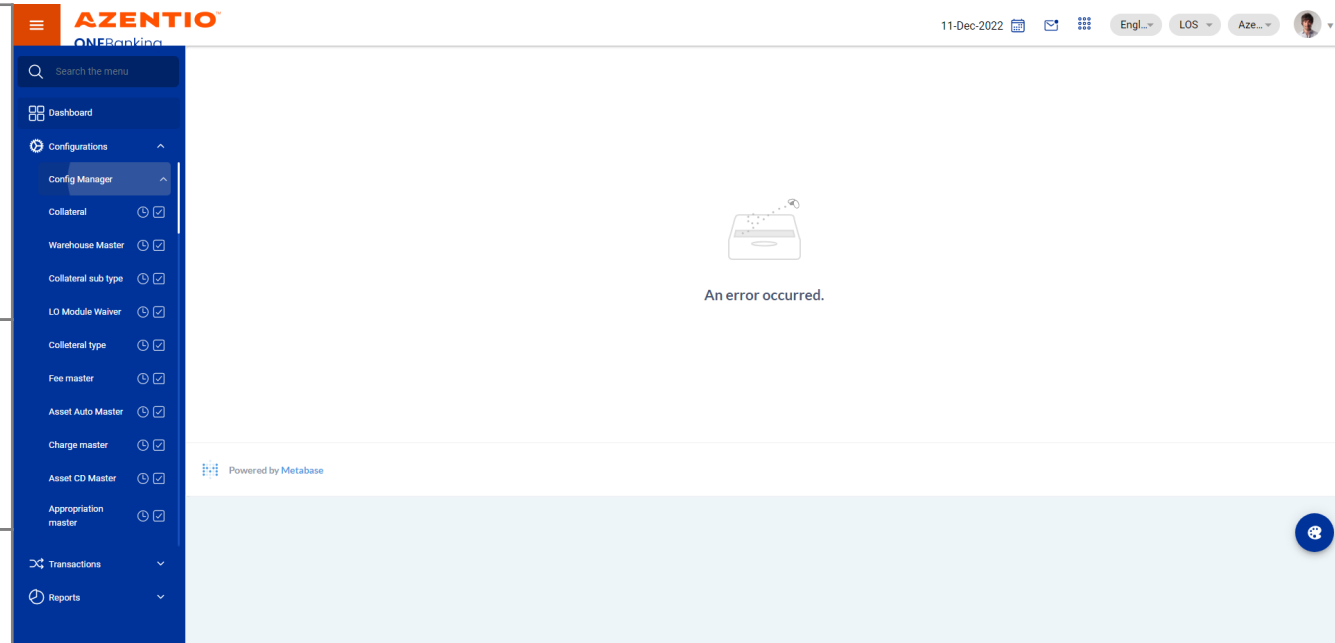 AZENTIO
ONEBanking
11-Dec-2022
Engl...
LOS
Aze...
Search the menu
Dashboard
Configurations
Config Manager
Collateral
Warehouse Master
Collateral sub type
LO Module Waiver
Colleteral type
Fee master
Asset Auto Master
Charge master
Asset CD Master
Appropriation
master
Transactions
Reports
An error occurred.
Powered by Metabase